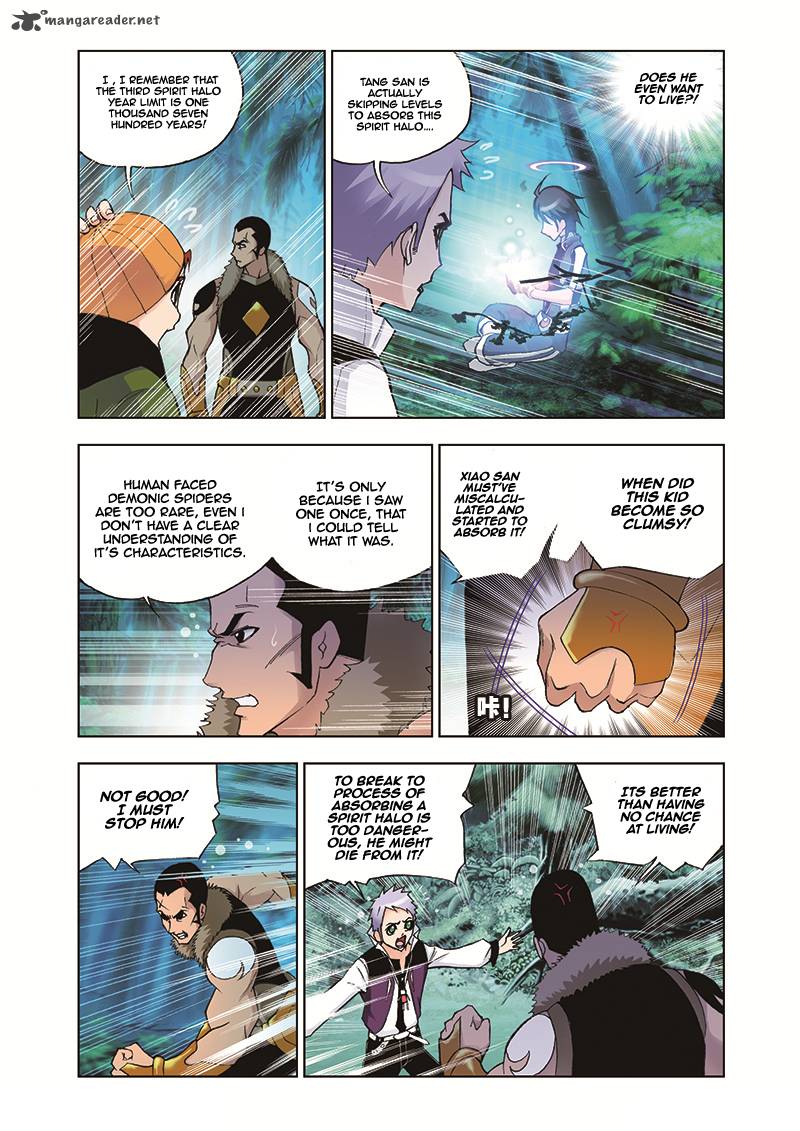 mangareader.net
I, I REMEMBER THAT
THE THIRD SPIRIT HALO
YEAR LIMIT IS ONE
THOUSAND SEVEN
HUNDRED YEARS!
TANG SAN IS
ACTUALLY
SKIPPING LEVELS
TO ABSORB THIS
SPIRIT HALO....
DOES HE
EVEN WANT
TO LIVE?!
HUMAN FACED
DEMONIC SPIDERS
ARE TOO RARE, EVEN I
DON'T HAVE A CLEAR
UNDERSTANDING OF
IT'S CHARACTERISTICS.
IT'S ONLY
BECAUSE I SAW
ONE ONCE, THAT
I COULD TELL
WHAT IT WAS.
XIAO SAN
MUST'VE
MISCALCU-
LATED AND
STARTED TO
ABSORB IT!
WHEN DID
THIS KID
BECOME SO
CLUMSY!
咔!
NOT GOOD!
I MUST
STOP HIM!
TO BREAK TO
PROCESS OF
ABSORBING A
SPIRIT HALO IS
TOO DANGER-
OUS, HE MIGHT
DIE FROM IT!
ITS BETTER
THAN HAVING
NO CHANCE
AT LIVING!